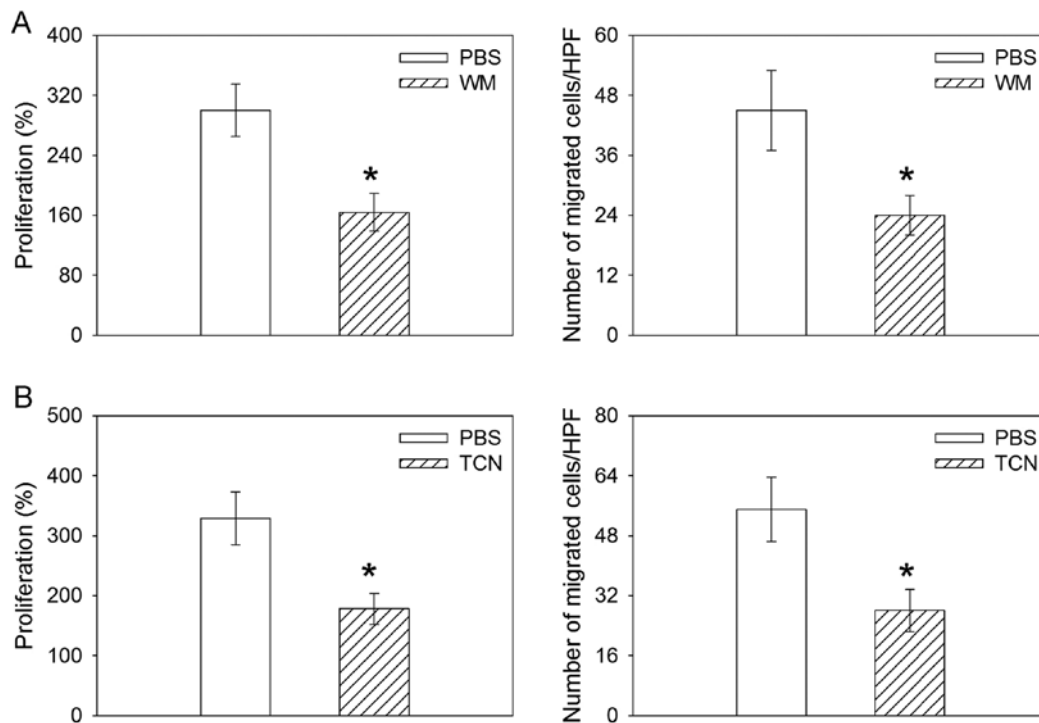 A
Proliferation (%)
400
320
240
160
80
0
PBS
WM
*
Number of migrated cells/HPF
60
48
36
24
12
0
PBS
WM
*
B
Proliferation (%)
500
400
300
200
100
0
PBS
TCN
*
Number of migrated cells/HPF
80
64
48
32
16
0
PBS
TCN
*